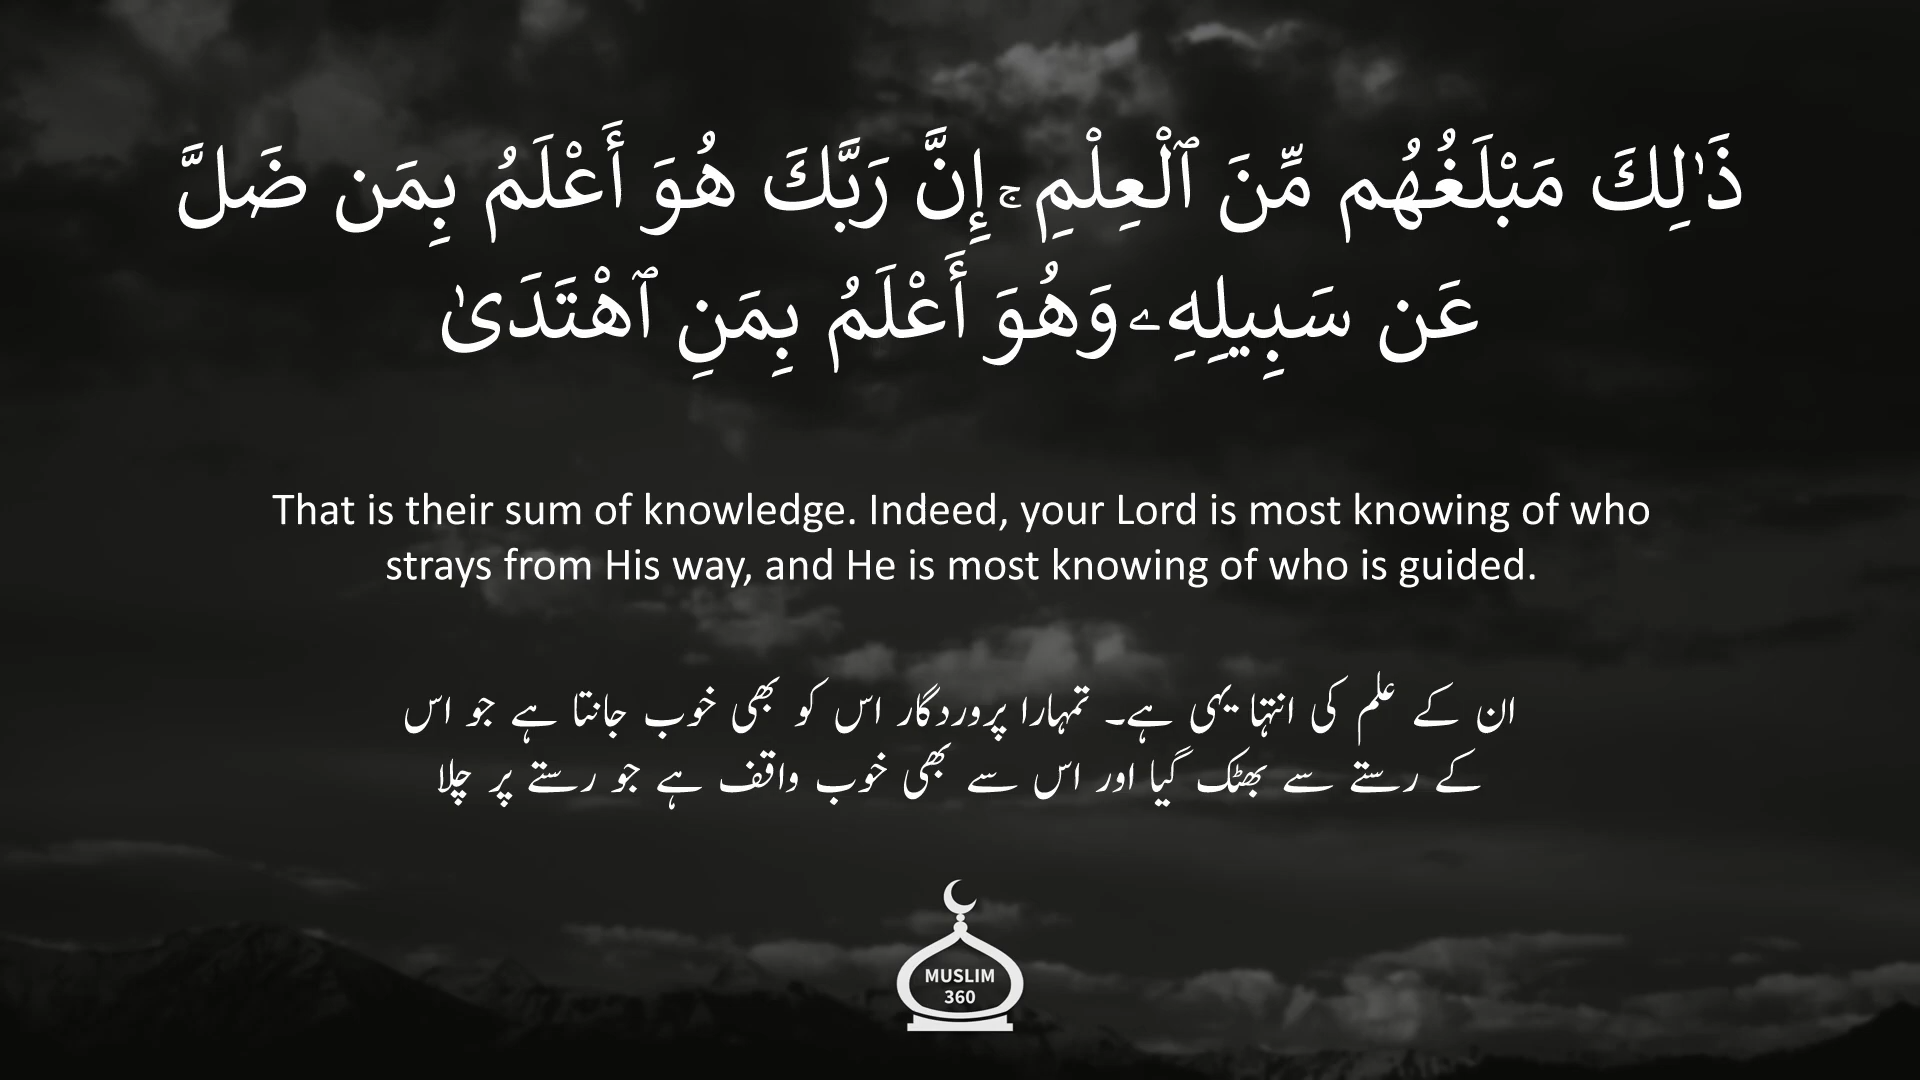 ذَٰلِكَ مَبْلَغُهُم مِّنَ ٱلْعِلْمِ ۚ إِنَّ رَبَّكَ هُوَ أَعْلَمُ بِمَن ضَلَّ
عَن سَبِيلِهِۦ وَهُوَ أَعْلَمُ بِمَنِ ٱهْتَدَىٰ
That is their sum of knowledge. Indeed, your Lord is most knowing of who
strays from His way, and He is most knowing of who is guided.
ان کے علم کی انتہا یہی ہے۔ تمہارا پروردگار اس کو بھی خوب جانتا ہے جو اس
کے رستے سے بھٹک گیا اور اس سے بھی خوب واقف ہے جو رستے پر چلا
MUSLIM
360